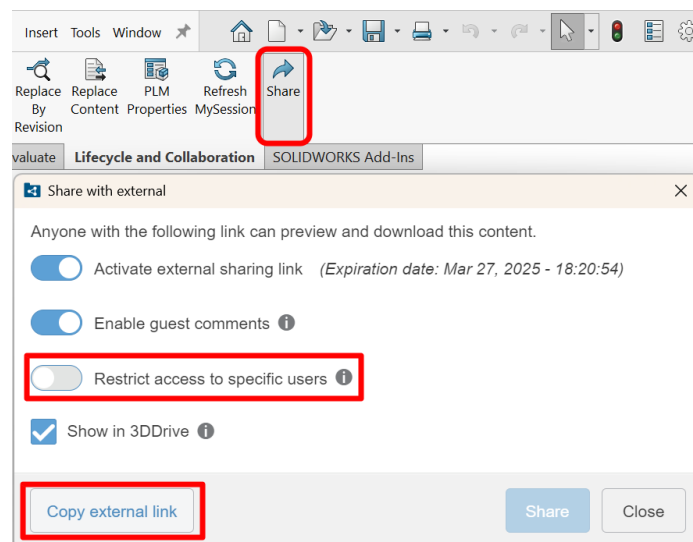 Insert Tools Window
Replace Replace PLM Refresh Share
By Content Properties MySession
Revision
valuate Lifecycle and Collaboration SOLIDWORKS Add-Ins
Share with external
Anyone with the following link can preview and download this content.
Activate external sharing link (Expiration date: Mar 27, 2025 - 18:20:54)
Enable guest comments
Restrict access to specific users
Show in 3DDrive
Copy external link Share Close